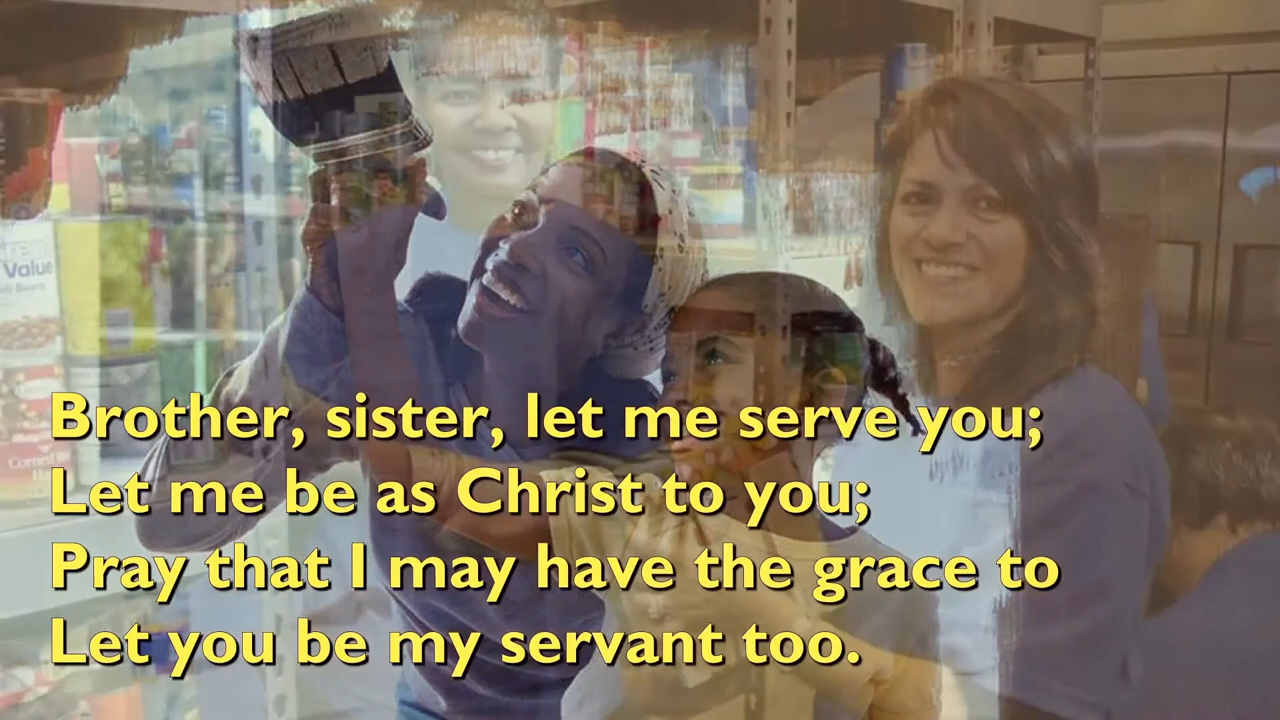 Value
Brother, sister, let me serve you;
Let me be as Christ to you;
Pray that I may have the grace to
Let you be my servant too.